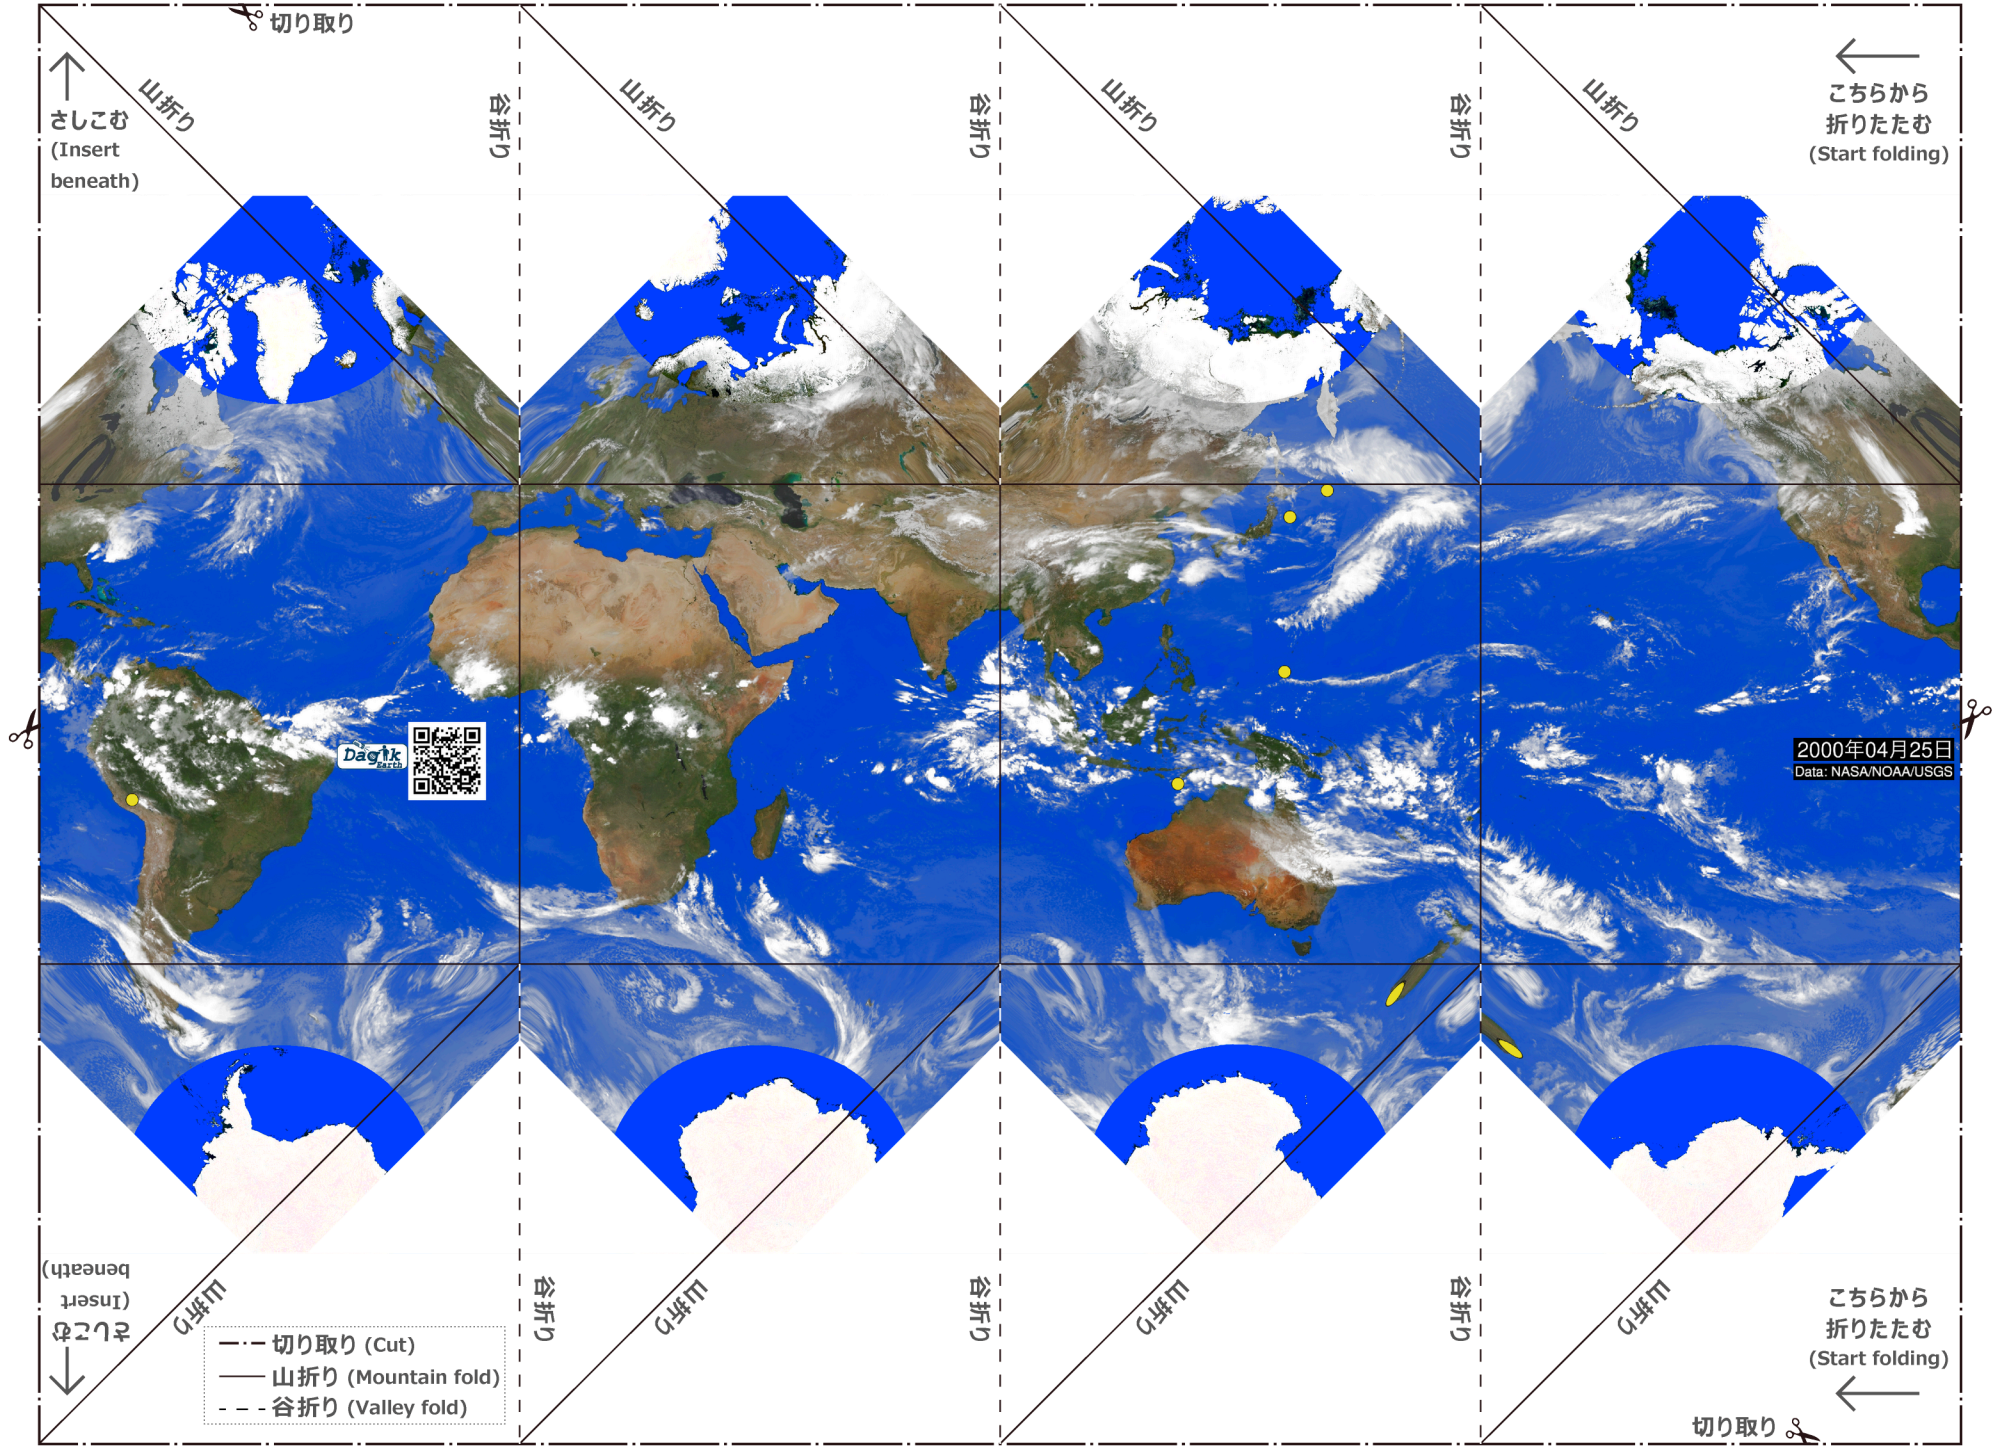 切り取り
さしこむ
(Insert
beneath)
山折り
谷折り
山折り
谷折り
山折り
谷折り
山折り
こちらから
折りたたむ
(Start folding)
Dagik
Earth
2000年04月25日
Data: NASA/NOAA/USGS
さしこむ
(Insert
beneath)
山折り
谷折り
山折り
谷折り
山折り
谷折り
山折り
こちらから
折りたたむ
(Start folding)
切り取り (Cut)
山折り (Mountain fold)
谷折り (Valley fold)
切り取り